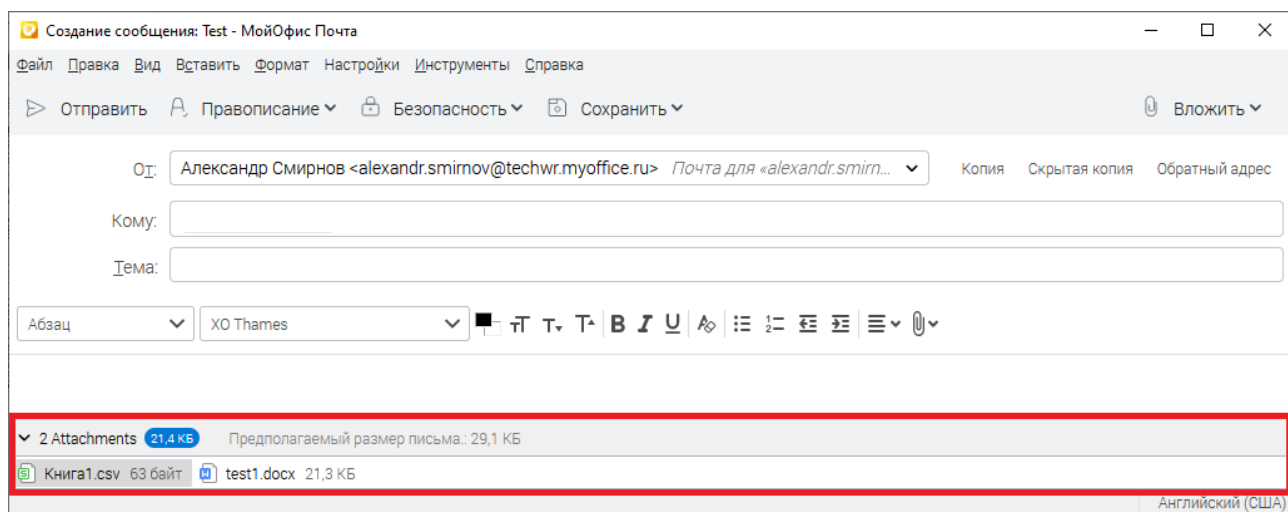 Создание сообщения: Test - МойОфис Почта
Файл Правка Вид Вставить Формат Настройки Инструменты Справка
Отправить Правописание Безопасность Сохранить Вложить
От: Александр Смирнов <alexandr.smirnov@techwr.myoffice.ru> Почта для «alexandr.smirn... Копия Скрытая копия Обратный адрес
Кому:
Тема:
Абзац XO Thames
2 Attachments 21,4 КБ Предполагаемый размер письма.: 29,1 КБ
Книга1.csv 63 байт test1.docx 21,3 КБ
Английский (США)